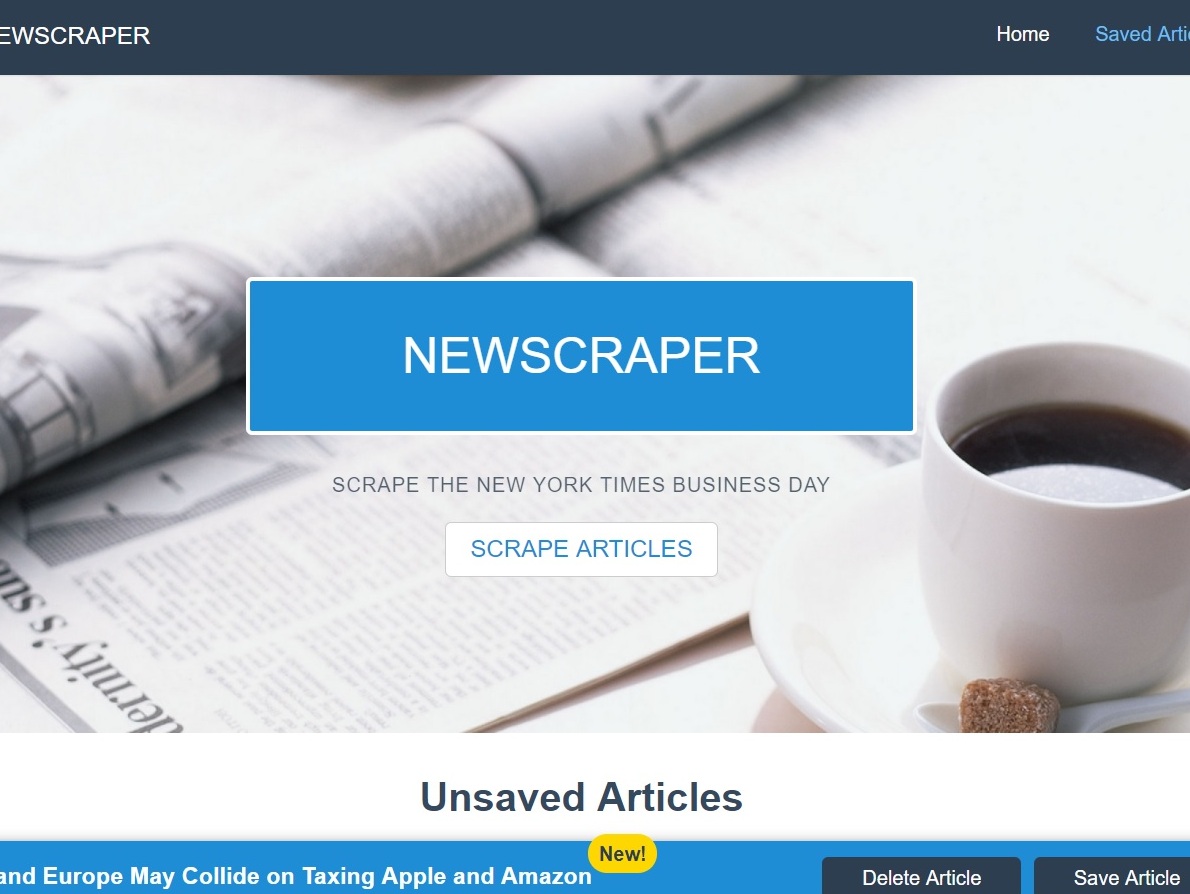 EWSCRAPER
Home
Saved Arti
NEWSCRAPER
SCRAPE THE NEW YORK TIMES BUSINESS DAY
SCRAPE ARTICLES
dernity's sus
Unsaved Articles
New!
and Europe May Collide on Taxing Apple and Amazon
Delete Article
Save Article